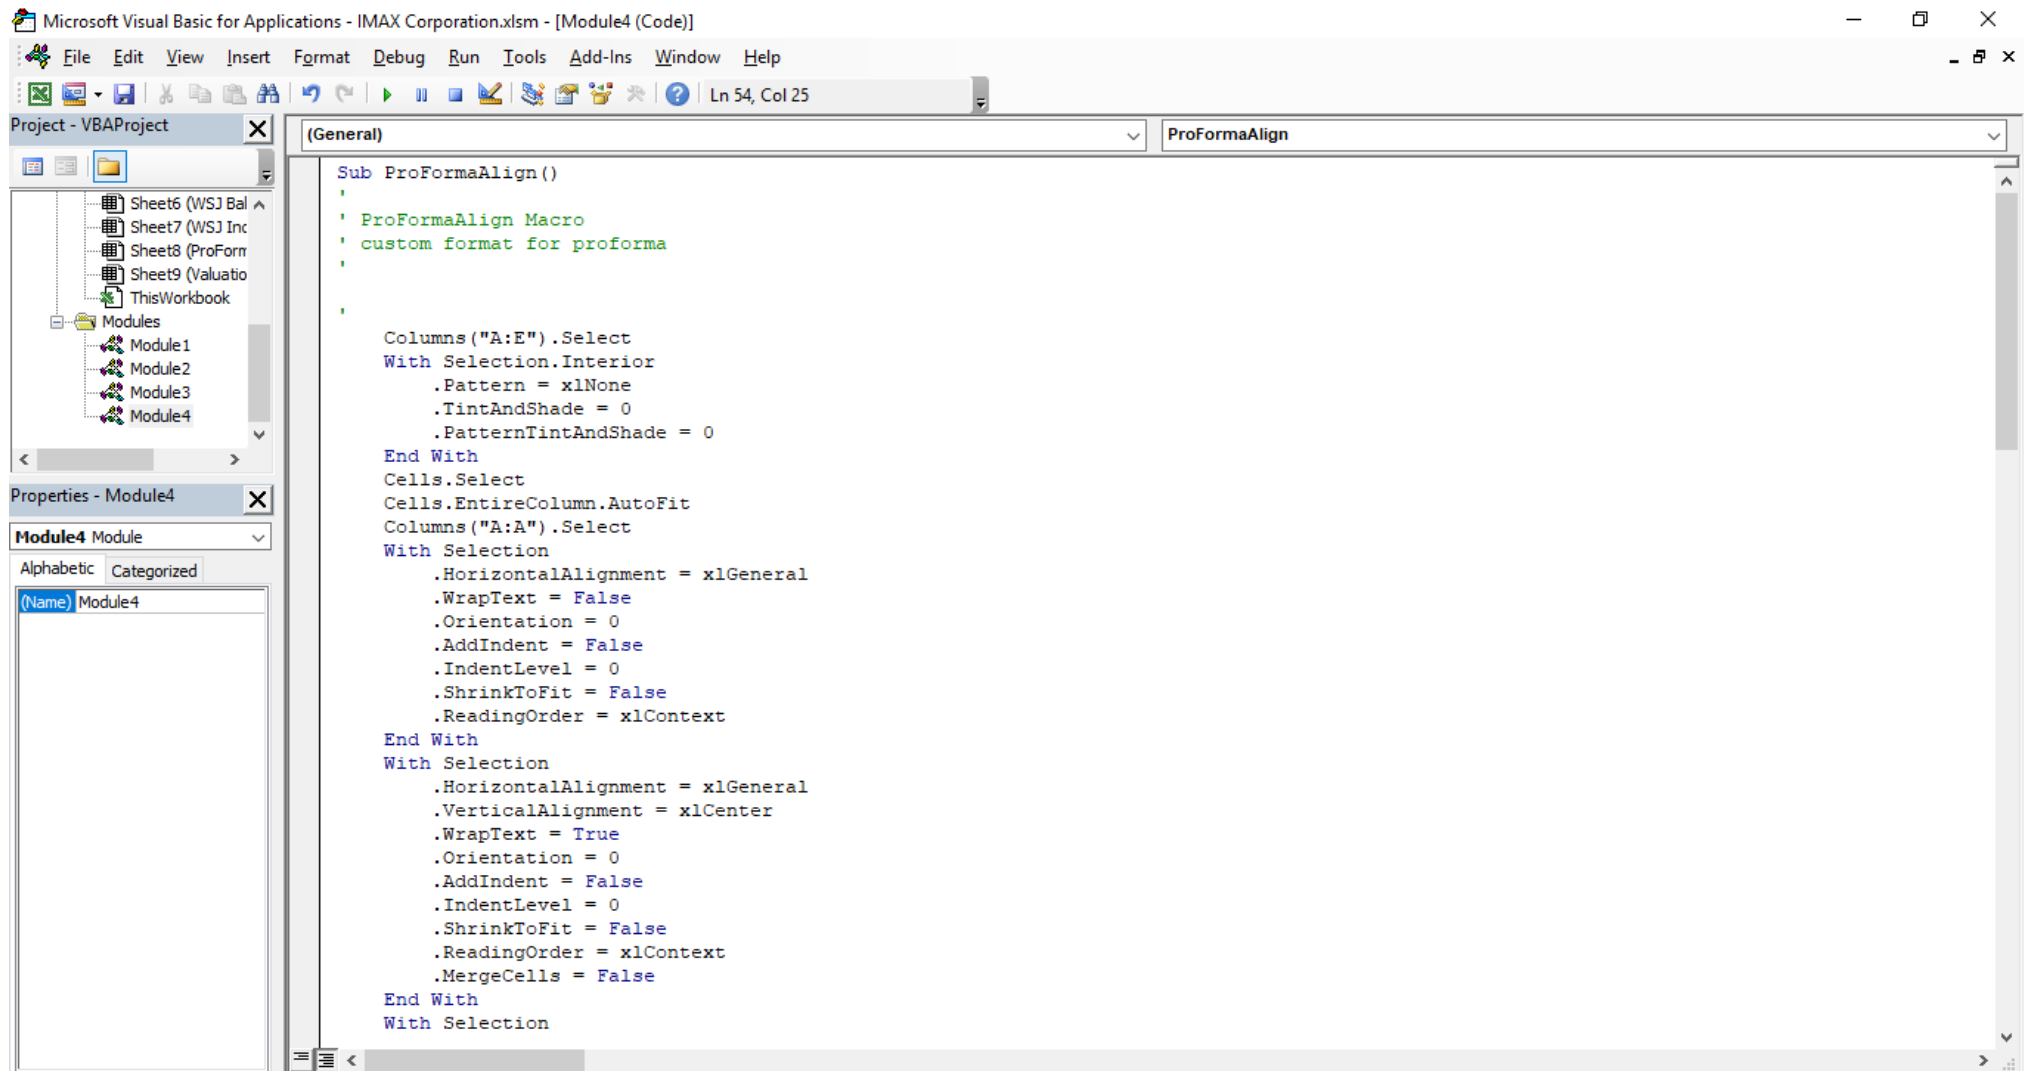 Microsoft Visual Basic for Applications - IMAX Corporation.xlsm - [Module4 (Code)]
File Edit View Insert Format Debug Run Tools Add-Ins Window Help
Ln 54, Col 25
Project - VBAProject
Sheet6 (WSJ Bal
Sheet7 (WSJ Inc
Sheet8 (ProForm
Sheet9 (Valuatio
ThisWorkbook
Modules
Module1
Module2
Module3
Module4
Properties - Module4
Module4 Module
Alphabetic Categorized
(Name) Module4
(General) ProFormaAlign
Sub ProFormaAlign()
'
' ProFormaAlign Macro
' custom format for proforma
'
'
Columns("A:E").Select
With Selection.Interior
.Pattern = xlNone
.TintAndShade = 0
.PatternTintAndShade = 0
End With
Cells.Select
Cells.EntireColumn.AutoFit
Columns("A:A").Select
With Selection
.HorizontalAlignment = xlGeneral
.WrapText = False
.Orientation = 0
.AddIndent = False
.IndentLevel = 0
.ShrinkToFit = False
.ReadingOrder = xlContext
End With
With Selection
.HorizontalAlignment = xlGeneral
.VerticalAlignment = xlCenter
.WrapText = True
.Orientation = 0
.AddIndent = False
.IndentLevel = 0
.ShrinkToFit = False
.ReadingOrder = xlContext
.MergeCells = False
End With
With Selection